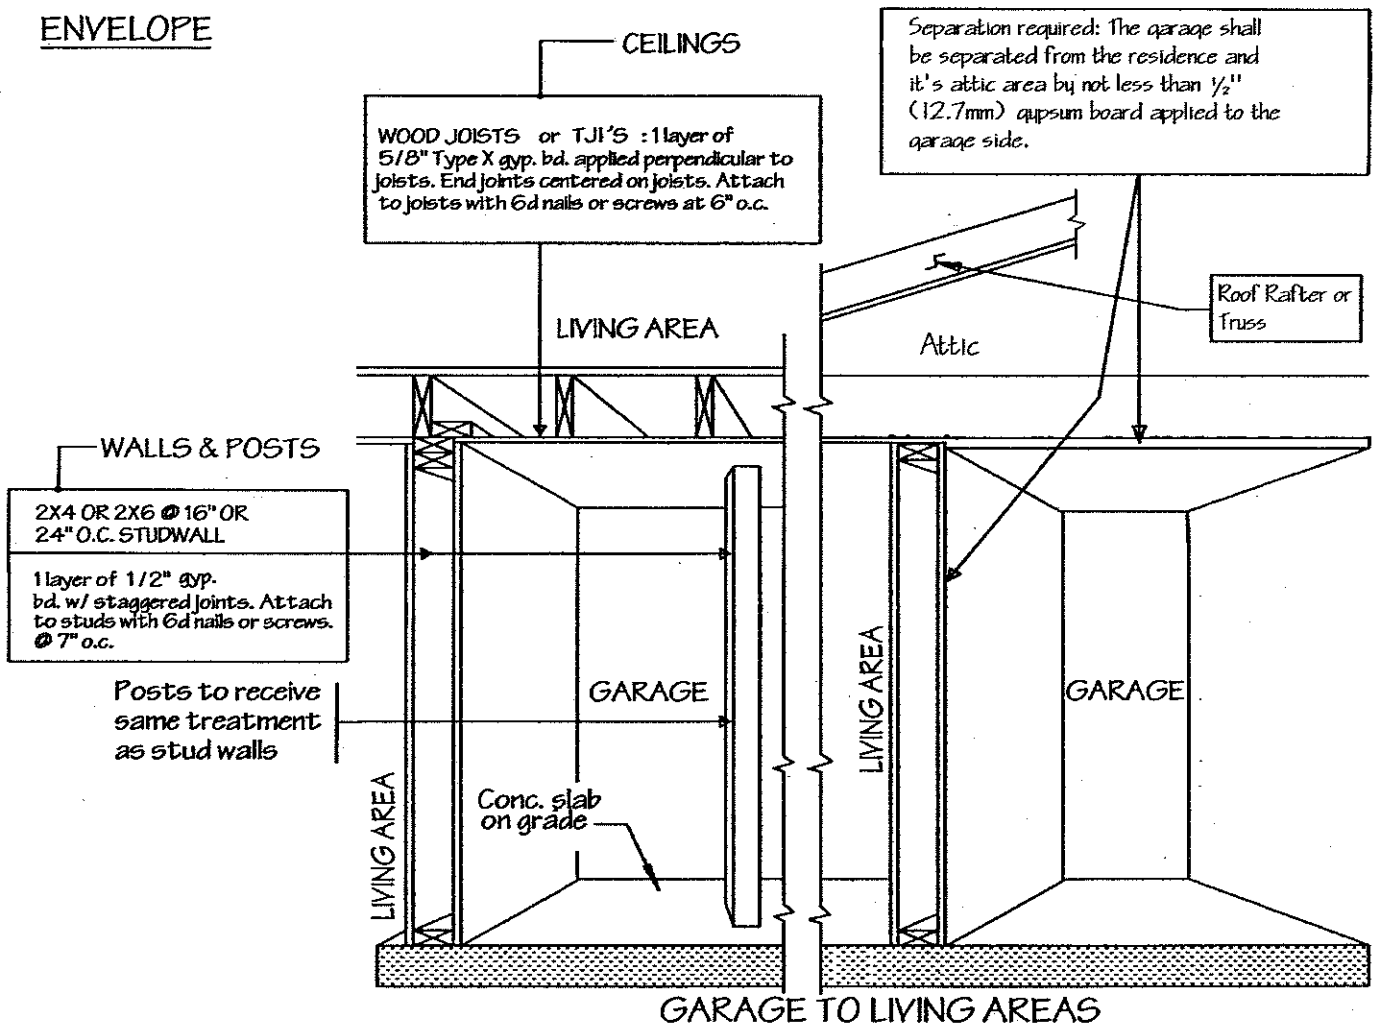 ENVELOPE
CEILINGS
WOOD JOISTS or TJI'S : 1 layer of
5/8" Type X gyp. bd. applied perpendicular to
joists. End joints centered on joists. Attach
to joists with 6d nails or screws at 6" o.c.
Separation required: The garage shall
be separated from the residence and
it's attic area by not less than 1/2"
(12.7mm) gypsum board applied to the
garage side.
Roof Rafter or
Truss
LIVING AREA
Attic
WALLS & POSTS
2X4 OR 2X6 @ 16" OR
24" O.C. STUDWALL
1 layer of 1/2" gyp.
bd. w/ staggered joints. Attach
to studs with 6d nails or screws.
@ 7" o.c.
Posts to receive
same treatment
as stud walls
GARAGE
LIVING AREA
GARAGE
Conc. slab
on grade
LIVING AREA
GARAGE TO LIVING AREAS